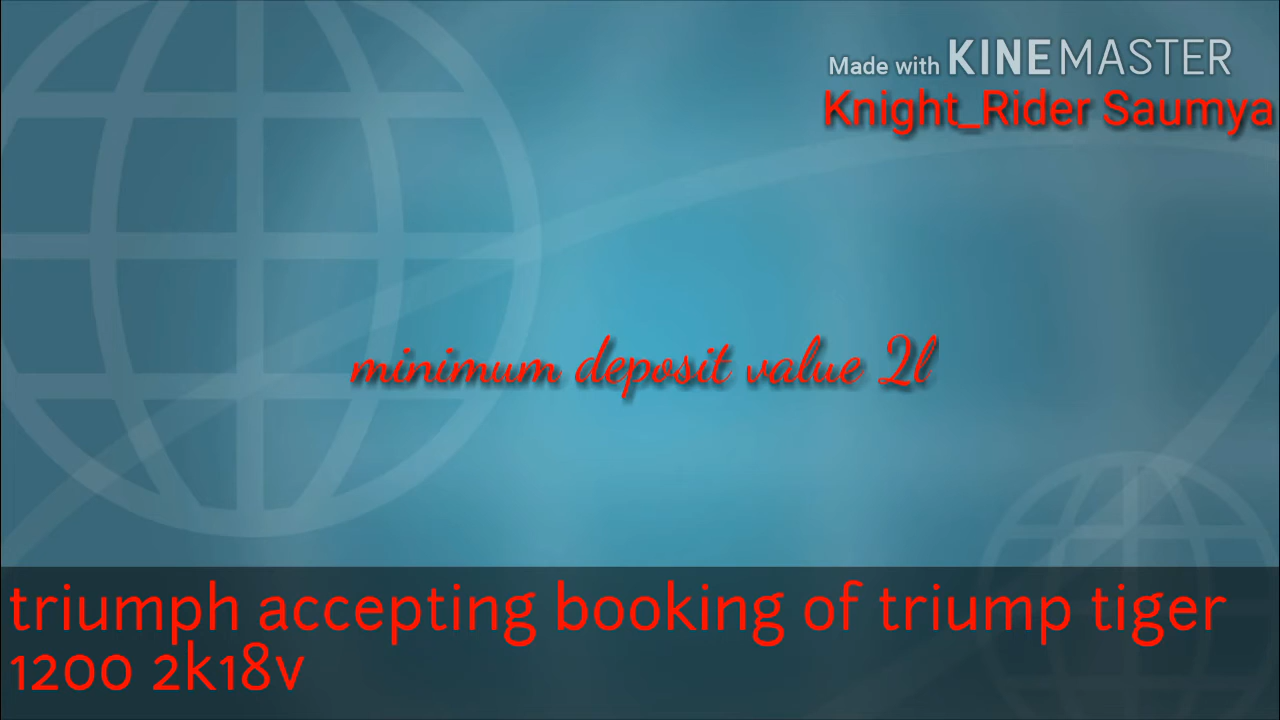 Made with KINEMASTER
Knight_Rider Saumya
minimum deposit value 2l
triumph accepting booking of triump tiger
1200 2k18v